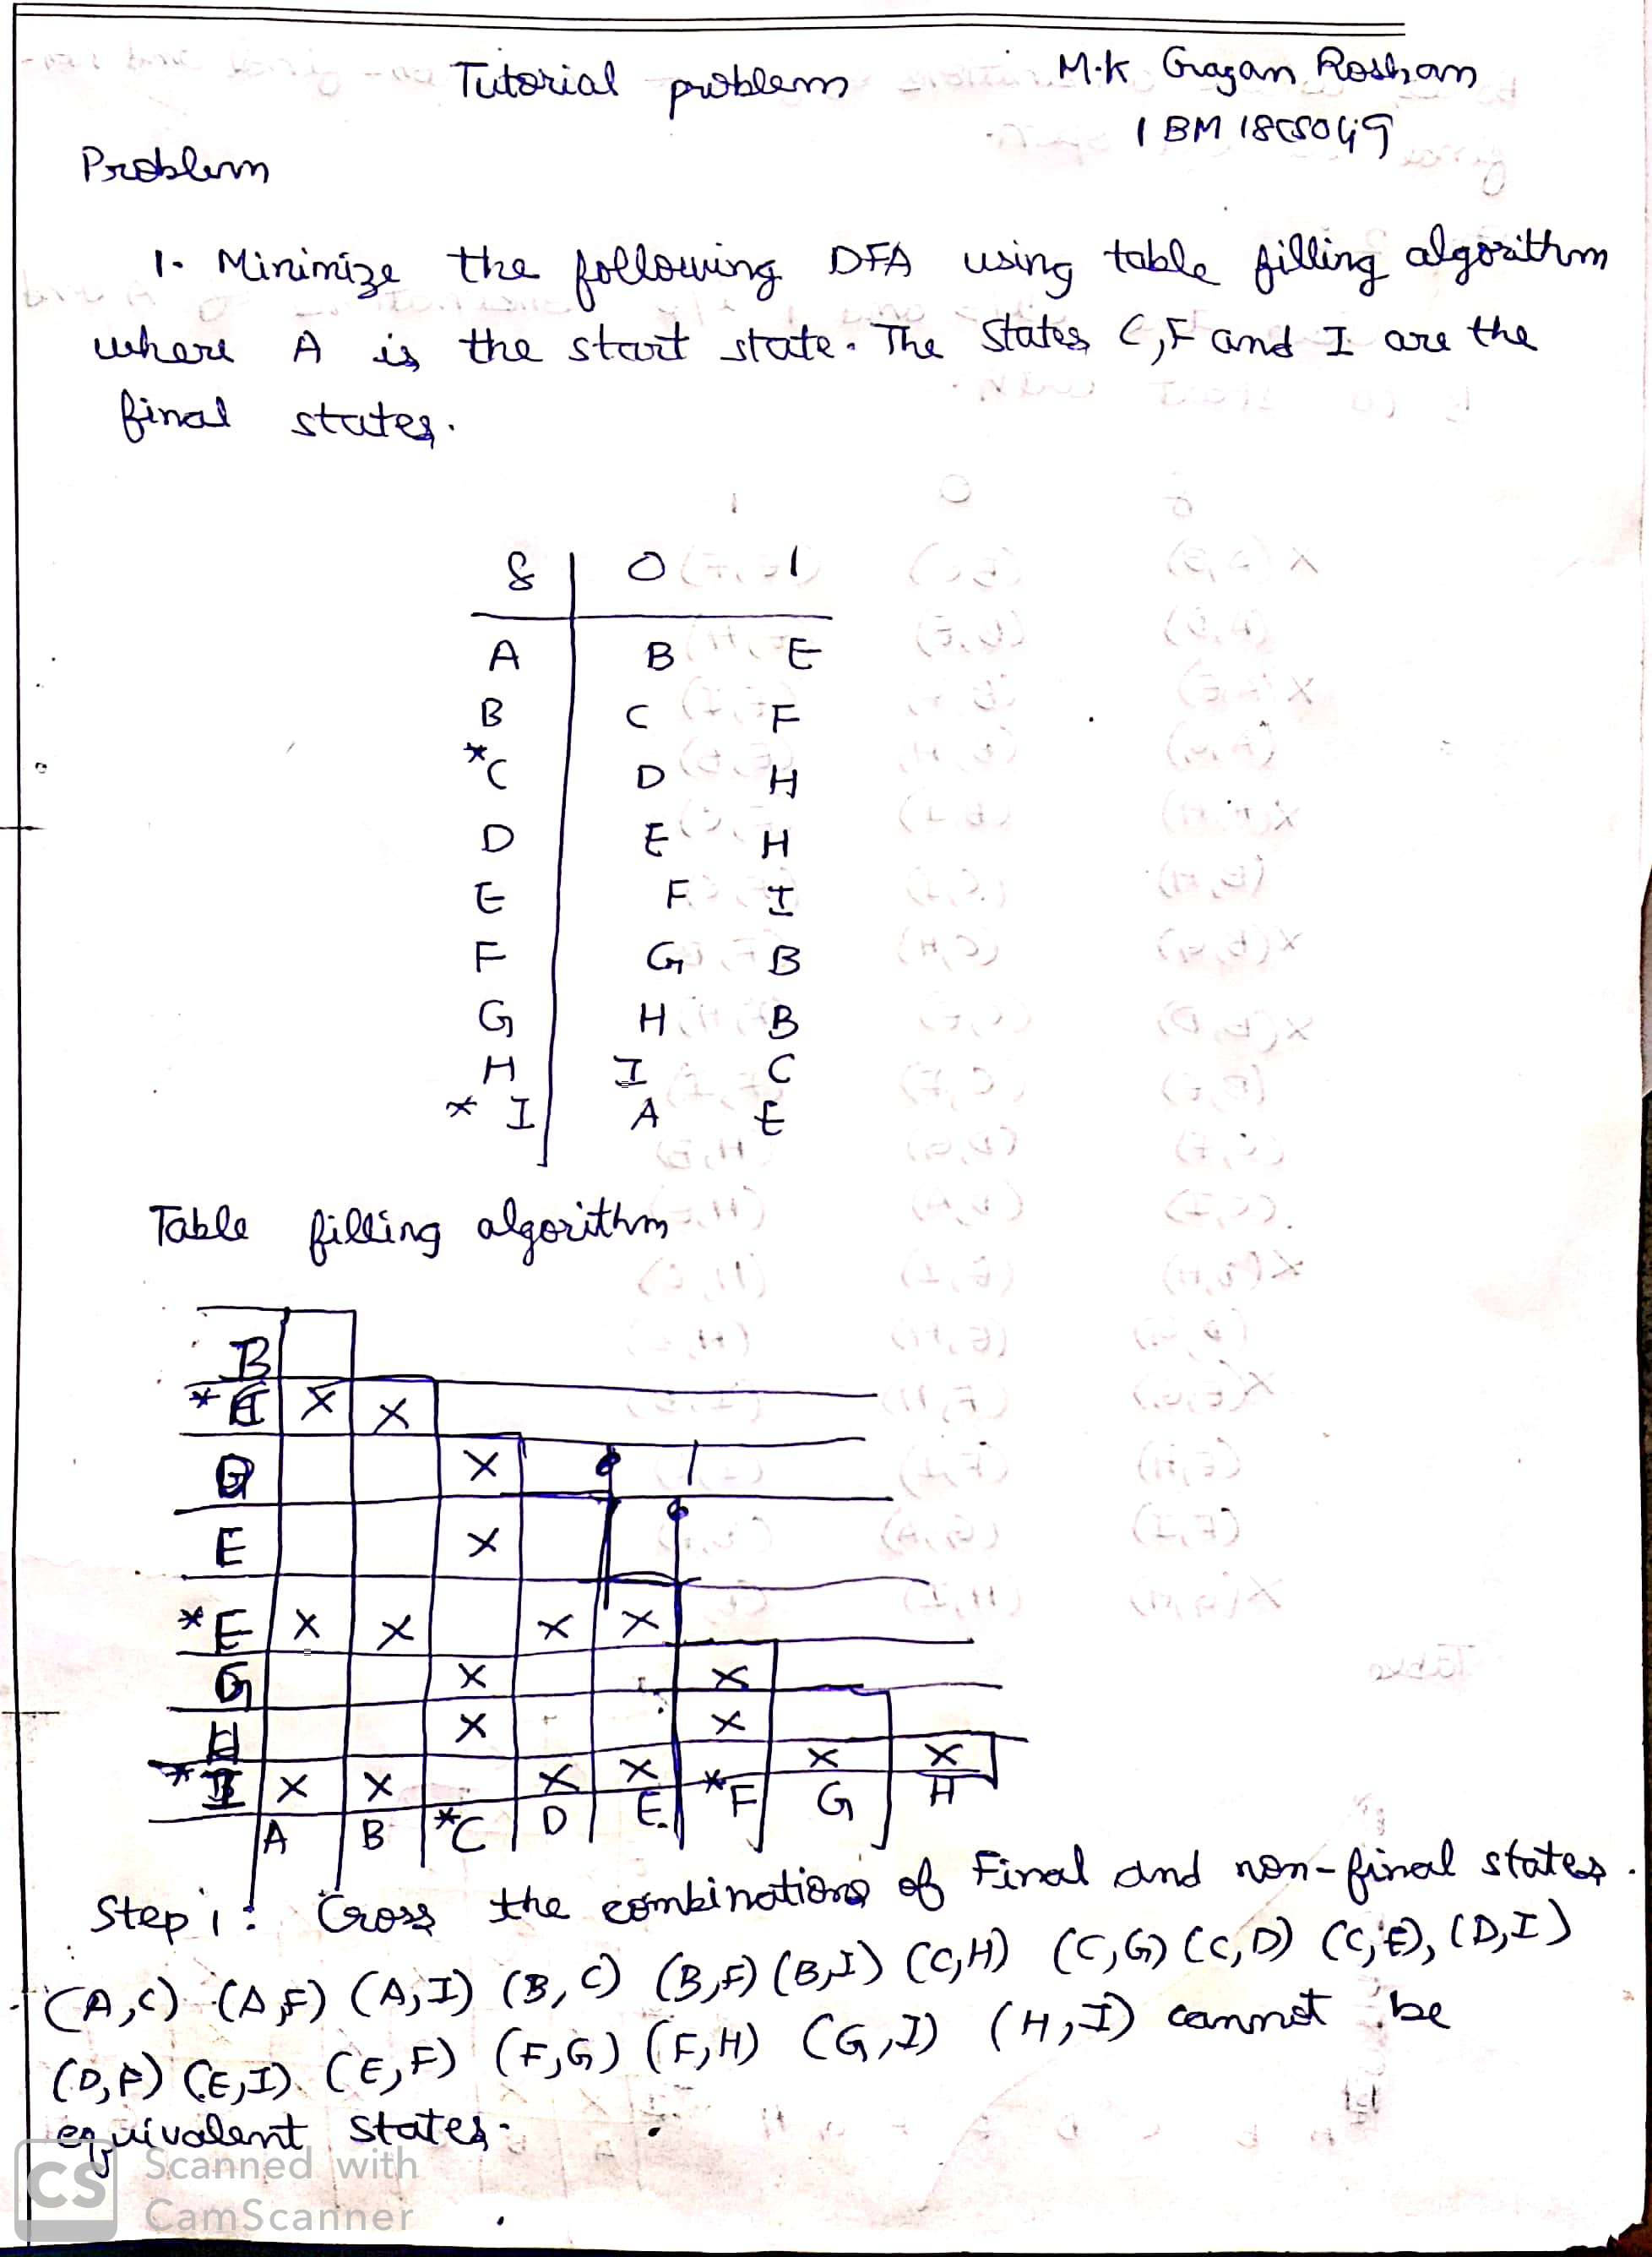 Tutorial problem
M.K Gagan Roshan
1BM18CS049
Problem
1. Minimize the following DFA using table filling algorithm
where A is the start state. The states C, F and I are the
final states.
δ 0 1
A B E
B C F
*C D H
D E H
E F I
F G B
G H B
H I C
* I A E
Table filling algorithm
B
* C X X
D X
E X
* F X X X X
G X X
H X X
* I X X X X X X
A B *C D E *F G H
Step 1: Cross the combinations of Final and non-final states.
(A,C) (A,F) (A,I) (B,C) (B,F) (B,I) (C,H) (C,G) (C,D) (C,E), (D,I)
(D,F) (E,I) (E,F) (F,G) (F,H) (G,I) (H,I) cannot be
equivalent states.
CS Scanned with
CamScanner